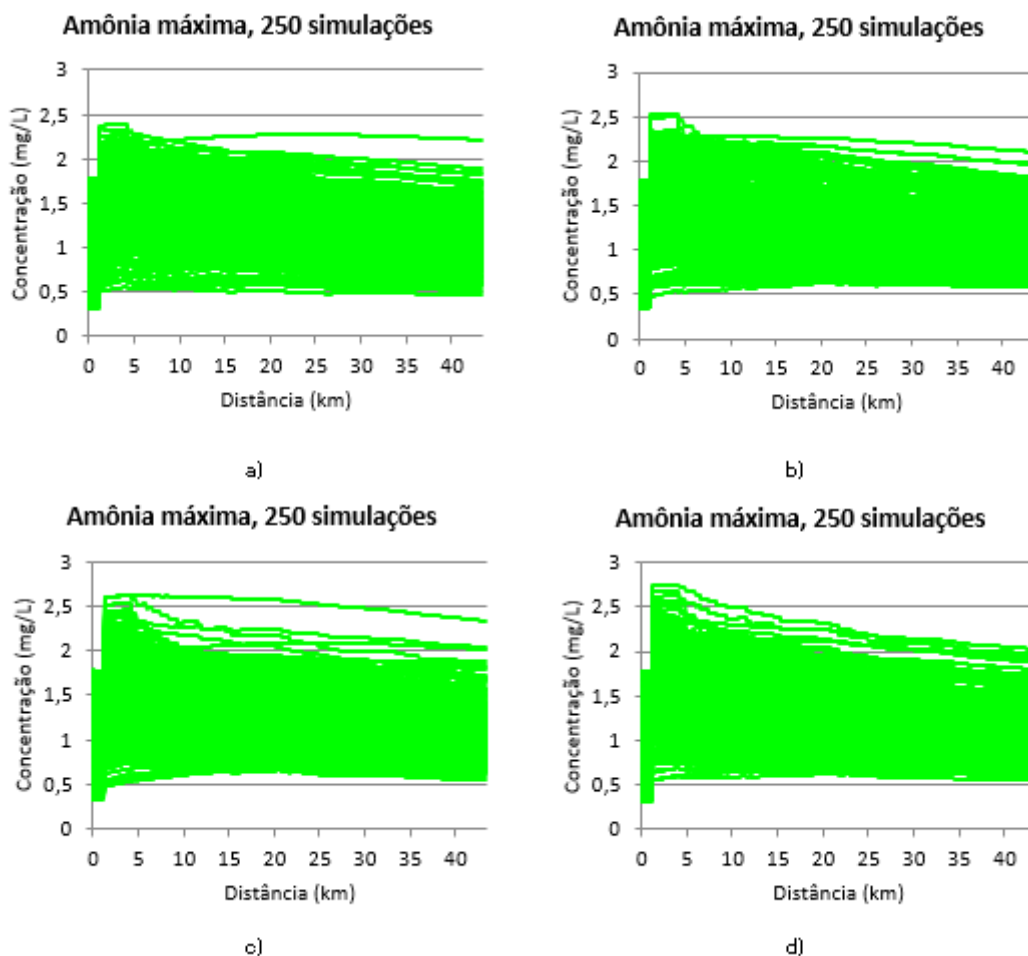 Amônia máxima, 250 simulações
Concentração (mg/L)
3
2,5
2
1,5
1
0,5
0
0 5 10 15 20 25 30 35 40
Distância (km)
a)
Amônia máxima, 250 simulações
Concentração (mg/L)
3
2,5
2
1,5
1
0,5
0
0 5 10 15 20 25 30 35 40
Distância (km)
b)
Amônia máxima, 250 simulações
Concentração (mg/L)
3
2,5
2
1,5
1
0,5
0
0 5 10 15 20 25 30 35 40
Distância (km)
c)
Amônia máxima, 250 simulações
Concentração (mg/L)
3
2,5
2
1,5
1
0,5
0
0 5 10 15 20 25 30 35 40
Distância (km)
d)